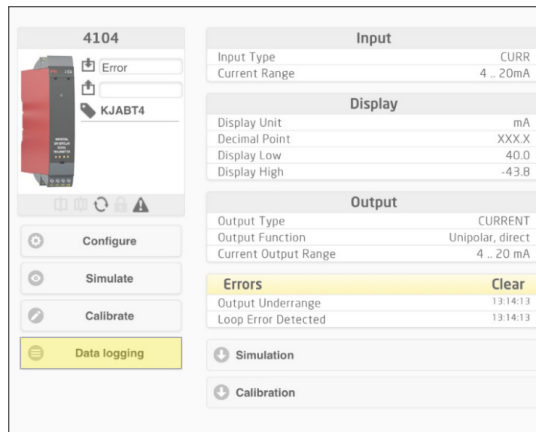 4104
Error
KJABT4
Configure
Simulate
Calibrate
Data logging
Input
Input Type CURR
Current Range 4 .. 20mA
Display
Display Unit mA
Decimal Point XXX.X
Display Low 40.0
Display High -43.8
Output
Output Type CURRENT
Output Function Unipolar, direct
Current Output Range 4 .. 20 mA
Errors Clear
Output Underrange 13:14:13
Loop Error Detected 13:14:13
Simulation
Calibration